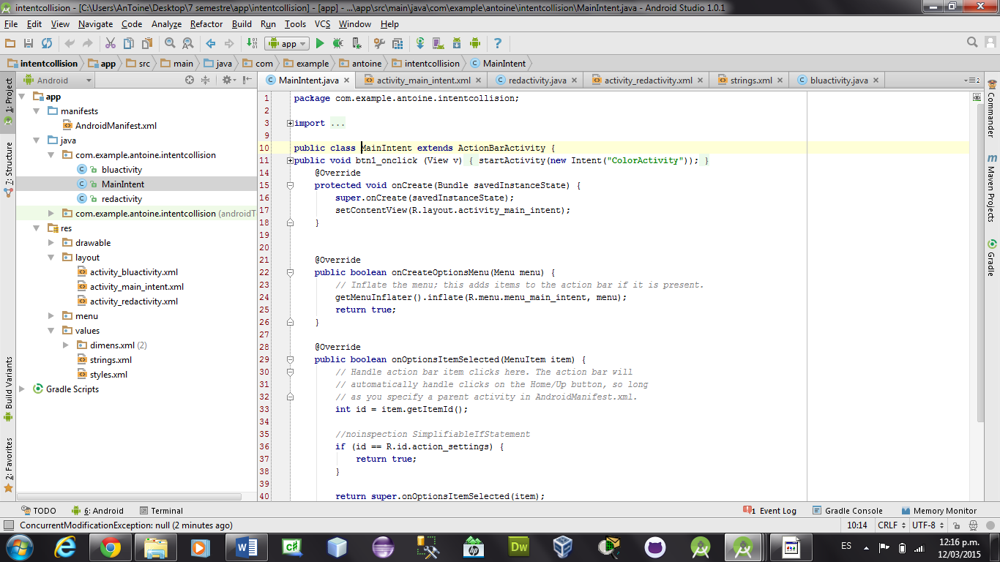 intentcollision - [C:\Users\AnToine\Desktop\7 semestre\app\intentcollision] - [app] - ...\app\src\main\java\com\example\antoine\intentcollision\MainIntent.java - Android Studio 1.0.1
File Edit View Navigate Code Analyze Refactor Build Run Tools VCS Window Help
app
intentcollision app src main java com example antoine intentcollision MainIntent
1: Project
7: Structure
Build Variants
2: Favorites
Android
app
manifests
AndroidManifest.xml
java
com.example.antoine.intentcollision
bluactivity
MainIntent
redactivity
com.example.antoine.intentcollision (androidT
res
drawable
layout
activity_bluactivity.xml
activity_main_intent.xml
activity_redactivity.xml
menu
values
dimens.xml (2)
strings.xml
styles.xml
Gradle Scripts
MainIntent.java activity_main_intent.xml redactivity.java activity_redactivity.xml strings.xml bluactivity.java 2
1 package com.example.antoine.intentcollision;
2
3 import ...
9
10 public class MainIntent extends ActionBarActivity {
11 public void btn1_onclick (View v) { startActivity(new Intent("ColorActivity")); }
14 @Override
15 protected void onCreate(Bundle savedInstanceState) {
16 super.onCreate(savedInstanceState);
17 setContentView(R.layout.activity_main_intent);
18 }
19
20
21 @Override
22 public boolean onCreateOptionsMenu(Menu menu) {
23 // Inflate the menu; this adds items to the action bar if it is present.
24 getMenuInflater().inflate(R.menu.menu_main_intent, menu);
25 return true;
26 }
27
28 @Override
29 public boolean onOptionsItemSelected(MenuItem item) {
30 // Handle action bar item clicks here. The action bar will
31 // automatically handle clicks on the Home/Up button, so long
32 // as you specify a parent activity in AndroidManifest.xml.
33 int id = item.getItemId();
34
35 //noinspection SimplifiableIfStatement
36 if (id == R.id.action_settings) {
37 return true;
38 }
39
40 return super.onOptionsItemSelected(item);
Commander
Maven Projects
Gradle
TODO 6: Android Terminal 1 Event Log Gradle Console Memory Monitor
ConcurrentModificationException: null (2 minutes ago) 10:14 CRLF UTF-8
ES 12:16 p.m.
12/03/2015